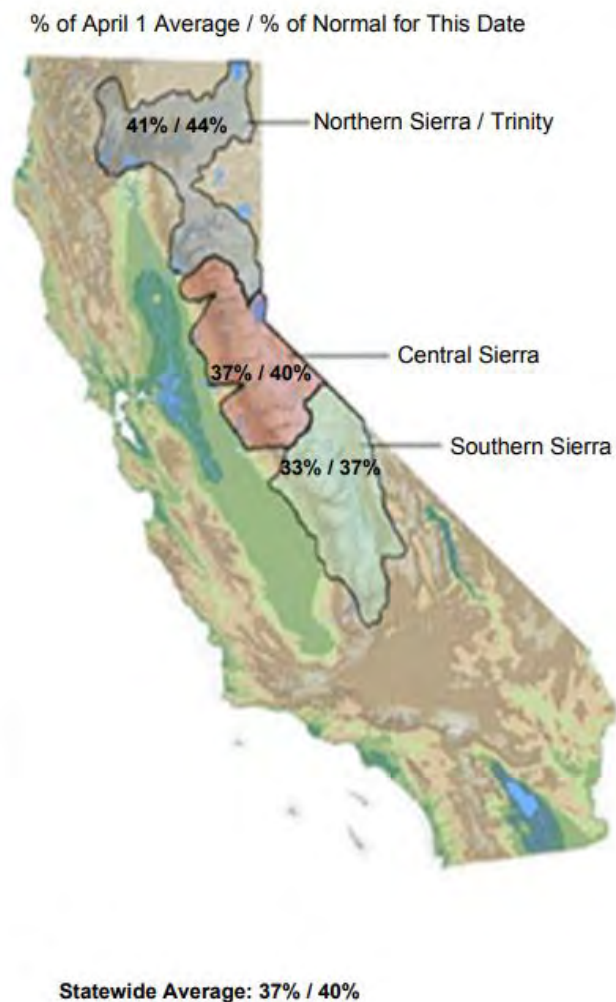 % of April 1 Average / % of Normal for This Date
41% / 44%
Northern Sierra / Trinity
Central Sierra
37% / 40%
Southern Sierra
33% / 37%
Statewide Average: 37% / 40%